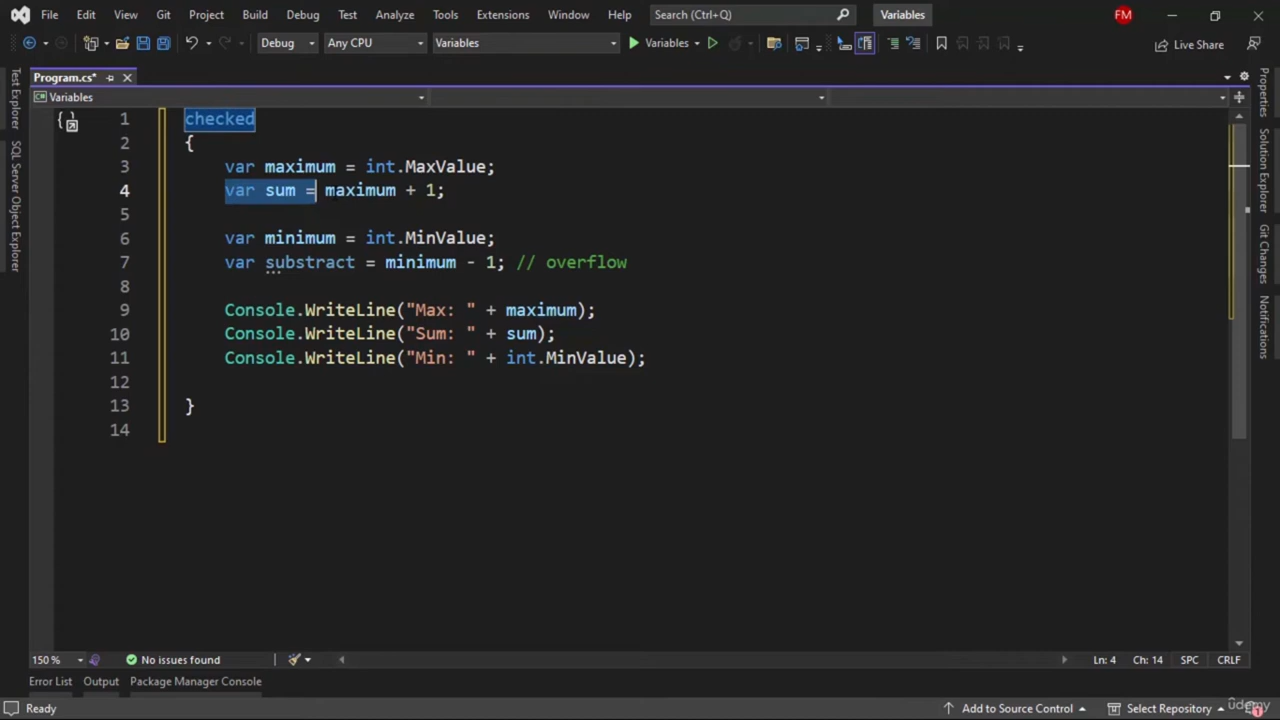 File Edit View Git Project Build Debug Test Analyze Tools Extensions Window Help Search (Ctrl+Q) Variables FM
Debug Any CPU Variables Variables Live Share
Program.cs*
Variables
Test Explorer
SQL Server Object Explorer
1 checked
2 {
3 var maximum = int.MaxValue;
4 var sum = maximum + 1;
5
6 var minimum = int.MinValue;
7 var substract = minimum - 1; // overflow
8
9 Console.WriteLine("Max: " + maximum);
10 Console.WriteLine("Sum: " + sum);
11 Console.WriteLine("Min: " + int.MinValue);
12
13 }
14
Properties
Solution Explorer
Git Changes
Notifications
150 % No issues found Ln: 4 Ch: 14 SPC CRLF
Error List Output Package Manager Console
Ready Add to Source Control Select Repository 1
udemy